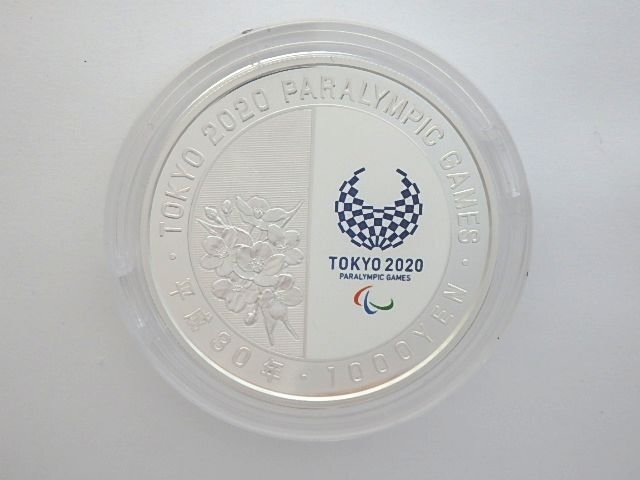 TOKYO 2020 PARALYMPIC GAMES
TOKYO 2020
PARALYMPIC GAMES
平成30年・1000YEN